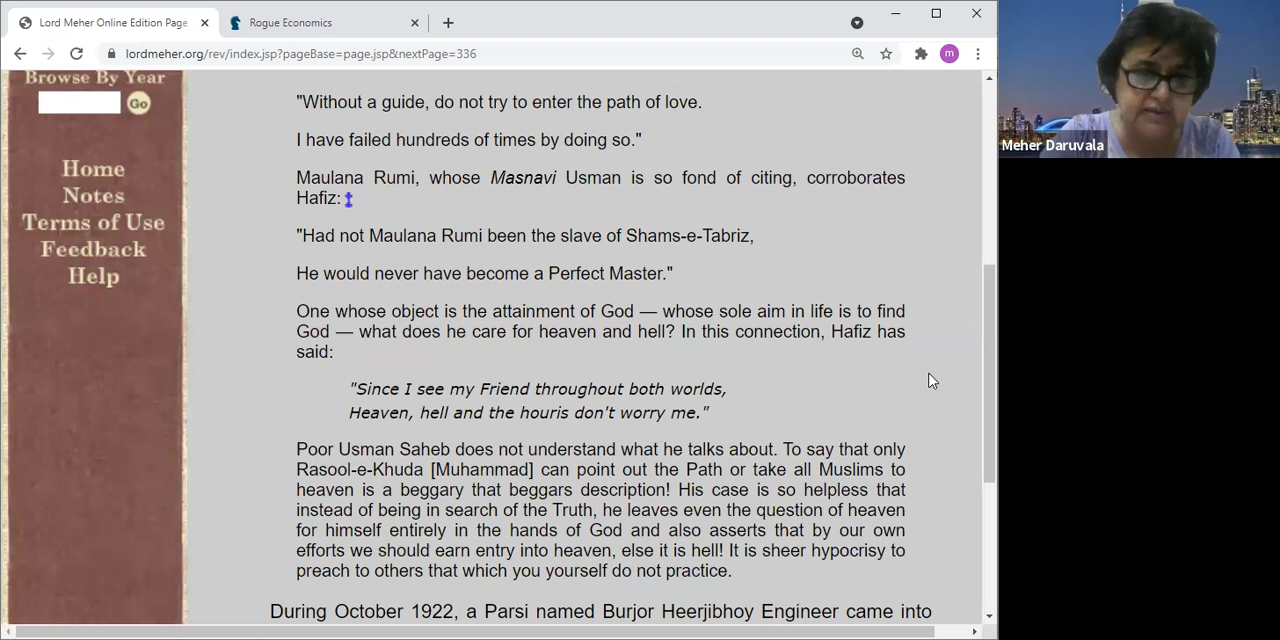 Lord Meher Online Edition Page
Rogue Economics
lordmeher.org/rev/index.jsp?pageBase=page.jsp&nextPage=336
m
Browse By Year
Go
Home
Notes
Terms of Use
Feedback
Help
"Without a guide, do not try to enter the path of love.
I have failed hundreds of times by doing so."
Maulana Rumi, whose Masnavi Usman is so fond of citing, corroborates
Hafiz:
"Had not Maulana Rumi been the slave of Shams-e-Tabriz,
He would never have become a Perfect Master."
One whose object is the attainment of God — whose sole aim in life is to find
God — what does he care for heaven and hell? In this connection, Hafiz has
said:
"Since I see my Friend throughout both worlds,
Heaven, hell and the houris don't worry me."
Poor Usman Saheb does not understand what he talks about. To say that only
Rasool-e-Khuda [Muhammad] can point out the Path or take all Muslims to
heaven is a beggary that beggars description! His case is so helpless that
instead of being in search of the Truth, he leaves even the question of heaven
for himself entirely in the hands of God and also asserts that by our own
efforts we should earn entry into heaven, else it is hell! It is sheer hypocrisy to
preach to others that which you yourself do not practice.
During October 1922, a Parsi named Burjor Heerjibhoy Engineer came into
Meher Daruvala